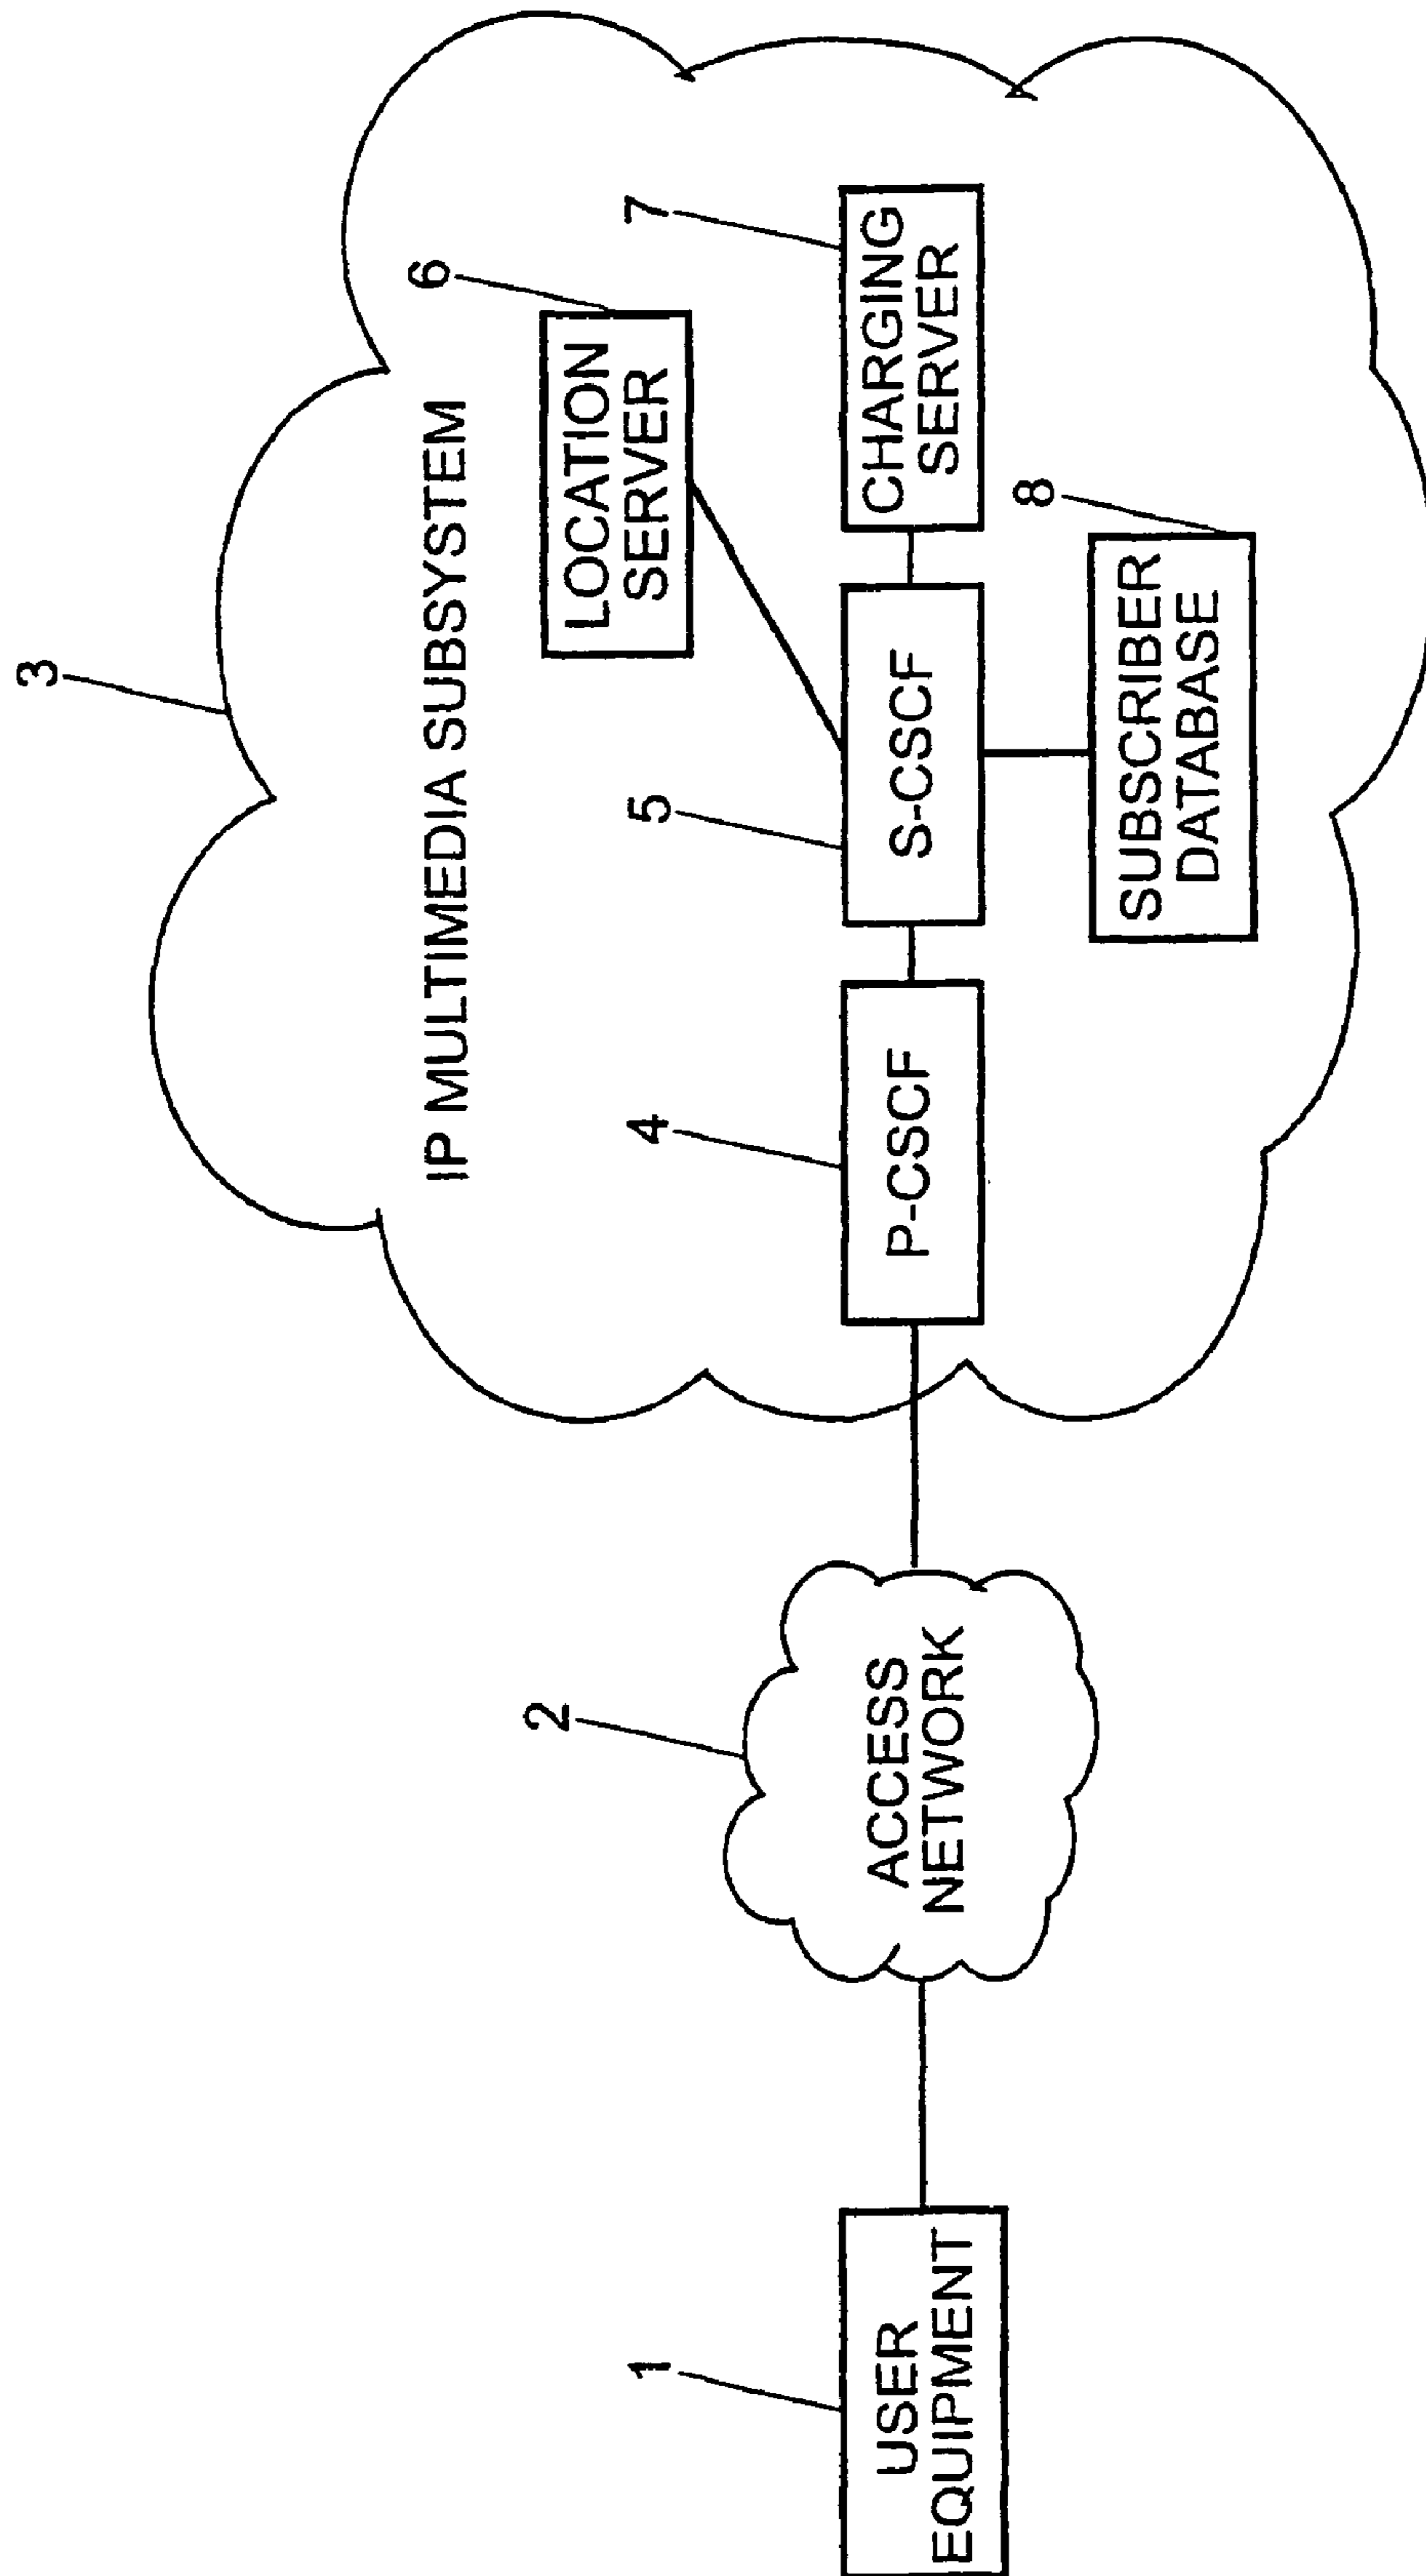 3
IP MULTIMEDIA SUBSYSTEM
6
LOCATION
SERVER
2
1
4
5
7
USER
EQUIPMENT
ACCESS
NETWORK
P-CSCF
S-CSCF
CHARGING
SERVER
8
SUBSCRIBER
DATABASE